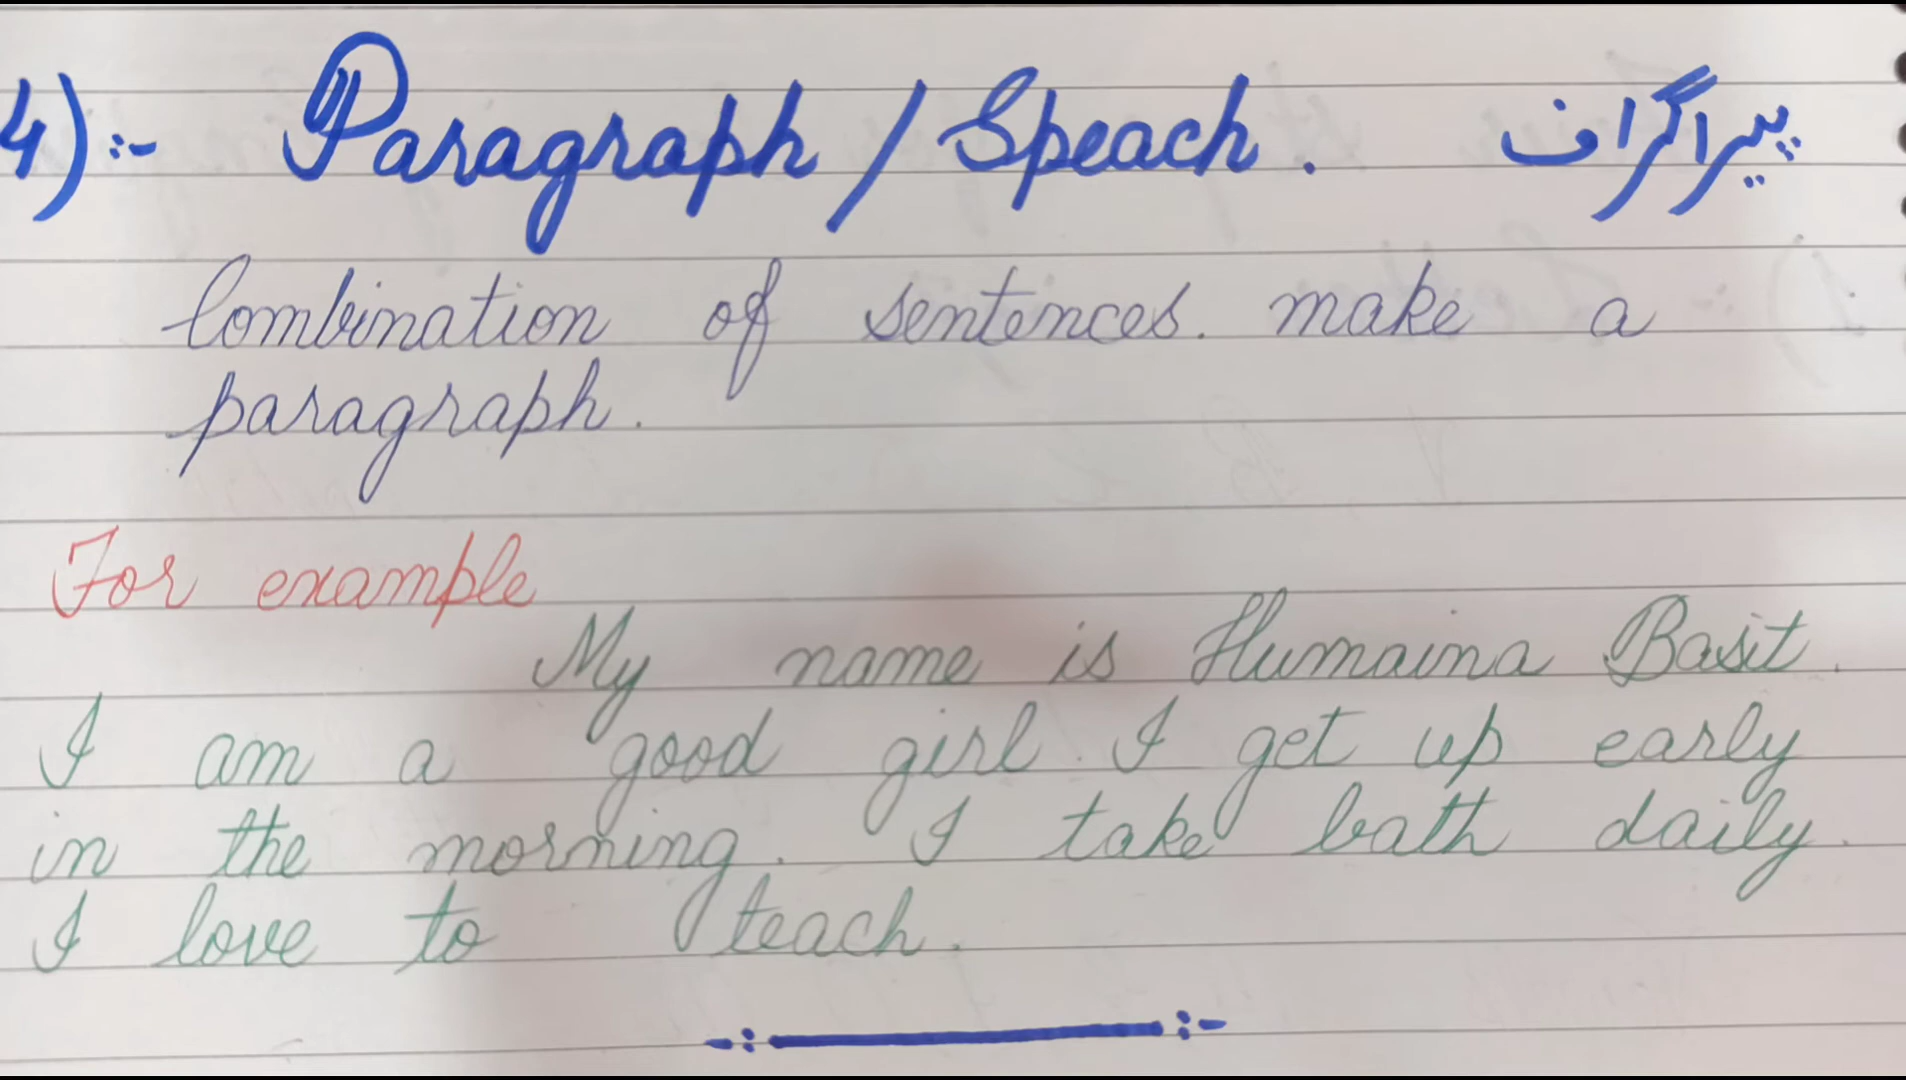 4):- Paragraph / Speach. پیراگراف
Combination of sentences. make a
paragraph.
For example
My name is Humaina Basit.
I am a good girl. I get up early
in the morning. I take bath daily.
I love to teach.